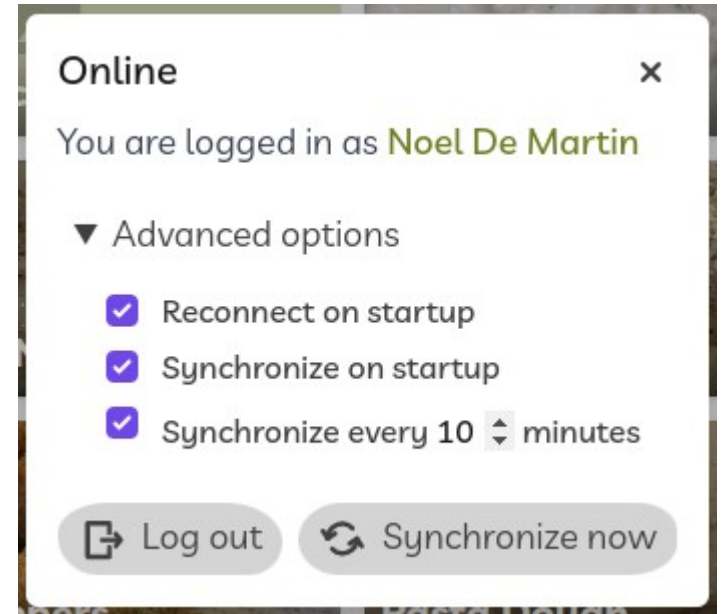 Online
You are logged in as Noel De Martin
Advanced options
Reconnect on startup
Synchronize on startup
Synchronize every 10 minutes
Log out
Synchronize now